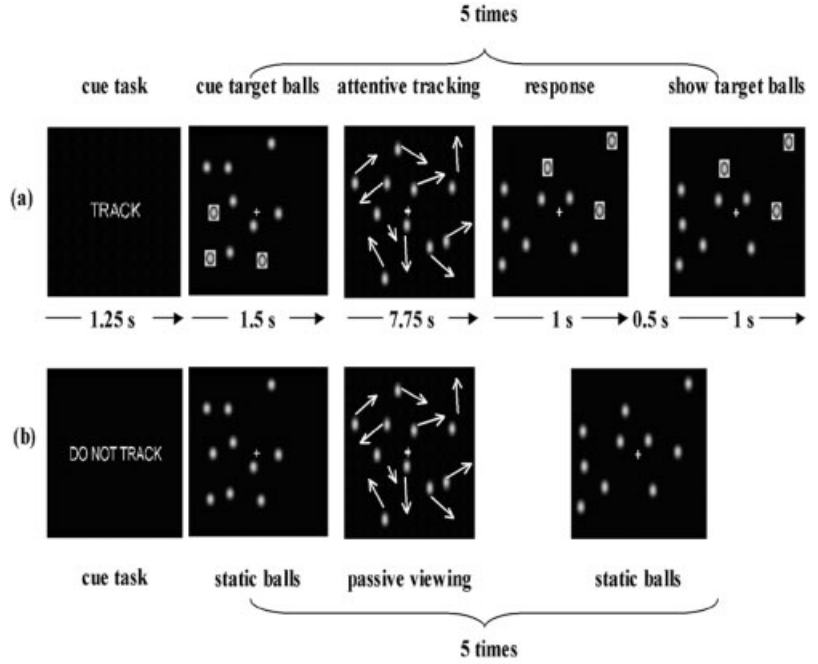 5 times
cue task cue target balls attentive tracking response show target balls
(a)
TRACK
1.25 s 1.5 s 7.75 s 1 s 0.5 s 1 s
(b)
DO NOT TRACK
cue task static balls passive viewing static balls
5 times